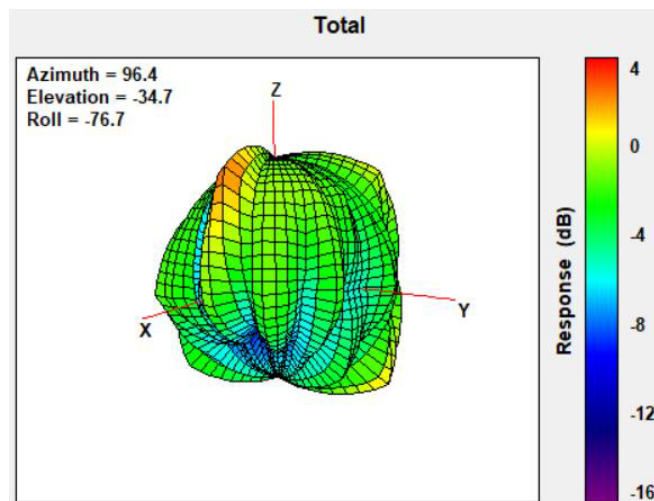 Total
Azimuth = 96.4
Elevation = -34.7
Roll = -76.7
Z
X
Y
4
0
-4
-8
-12
-16
Response (dB)